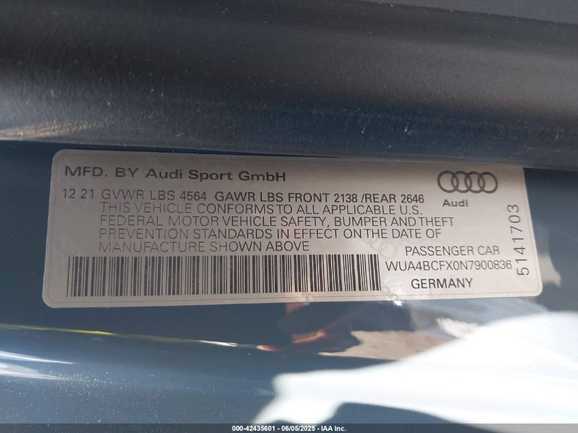 MFD. BY Audi Sport GmbH
12 21 GVWR LBS 4564 GAWR LBS FRONT 2138 /REAR 2646
THIS VEHICLE CONFORMS TO ALL APPLICABLE U.S.
FEDERAL MOTOR VEHICLE SAFETY, BUMPER AND THEFT
PREVENTION STANDARDS IN EFFECT ON THE DATE OF
MANUFACTURE SHOWN ABOVE
Audi
PASSENGER CAR
WUA4BCFX0N7900836
GERMANY
5141703
000-42435601 - 06/05/2025 - IAA Inc.